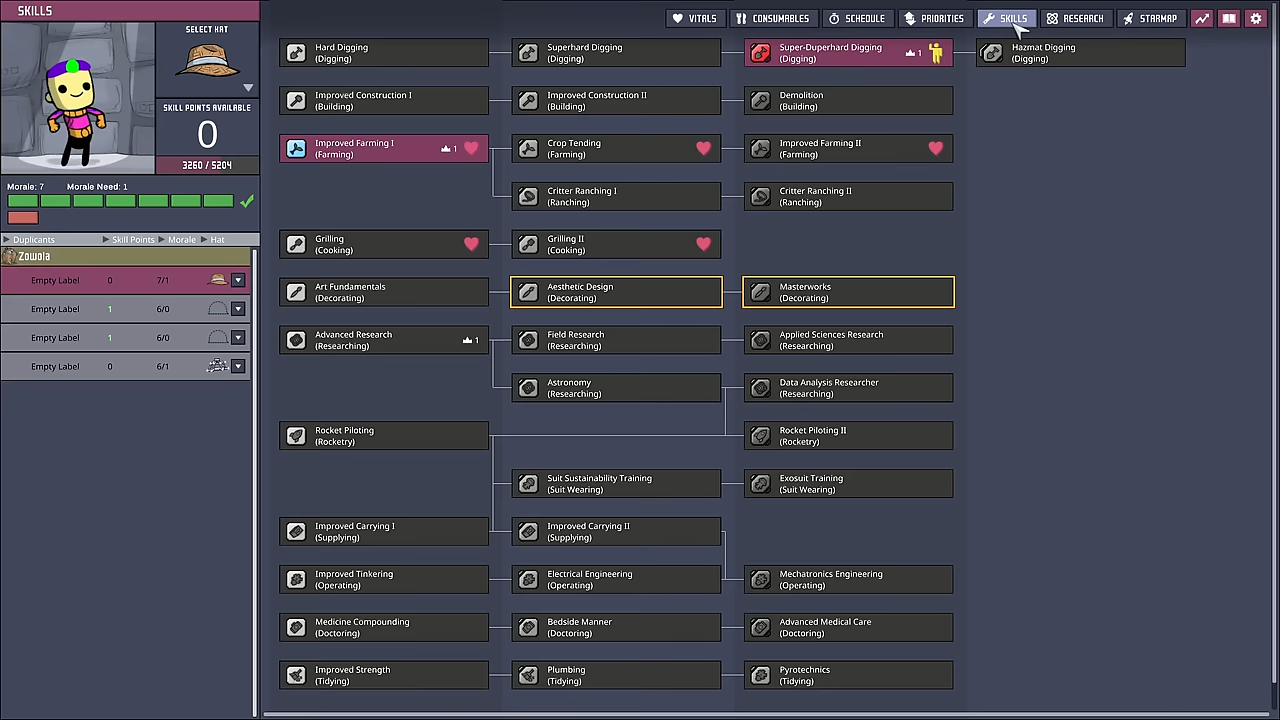 SKILLS
VITALS
CONSUMABLES
SCHEDULE
PRIORITIES
SKILLS
RESEARCH
STARMAP
SELECT HAT
SKILL POINTS AVAILABLE
0
3260 / 5204
Morale: 7
Morale Need: 1
Duplicants
Skill Points
Morale
Hat
Zowola
Empty Label 0 7/1
Empty Label 1 6/0
Empty Label 1 6/0
Empty Label 0 6/1
Hard Digging
(Digging)
Superhard Digging
(Digging)
Super-Duperhard Digging
(Digging)
1
Hazmat Digging
(Digging)
Improved Construction I
(Building)
Improved Construction II
(Building)
Demolition
(Building)
Improved Farming I
(Farming)
1
Crop Tending
(Farming)
Improved Farming II
(Farming)
Critter Ranching I
(Ranching)
Critter Ranching II
(Ranching)
Grilling
(Cooking)
Grilling II
(Cooking)
Art Fundamentals
(Decorating)
Aesthetic Design
(Decorating)
Masterworks
(Decorating)
Advanced Research
(Researching)
1
Field Research
(Researching)
Applied Sciences Research
(Researching)
Astronomy
(Researching)
Data Analysis Researcher
(Researching)
Rocket Piloting
(Rocketry)
Rocket Piloting II
(Rocketry)
Suit Sustainability Training
(Suit Wearing)
Exosuit Training
(Suit Wearing)
Improved Carrying I
(Supplying)
Improved Carrying II
(Supplying)
Improved Tinkering
(Operating)
Electrical Engineering
(Operating)
Mechatronics Engineering
(Operating)
Medicine Compounding
(Doctoring)
Bedside Manner
(Doctoring)
Advanced Medical Care
(Doctoring)
Improved Strength
(Tidying)
Plumbing
(Tidying)
Pyrotechnics
(Tidying)